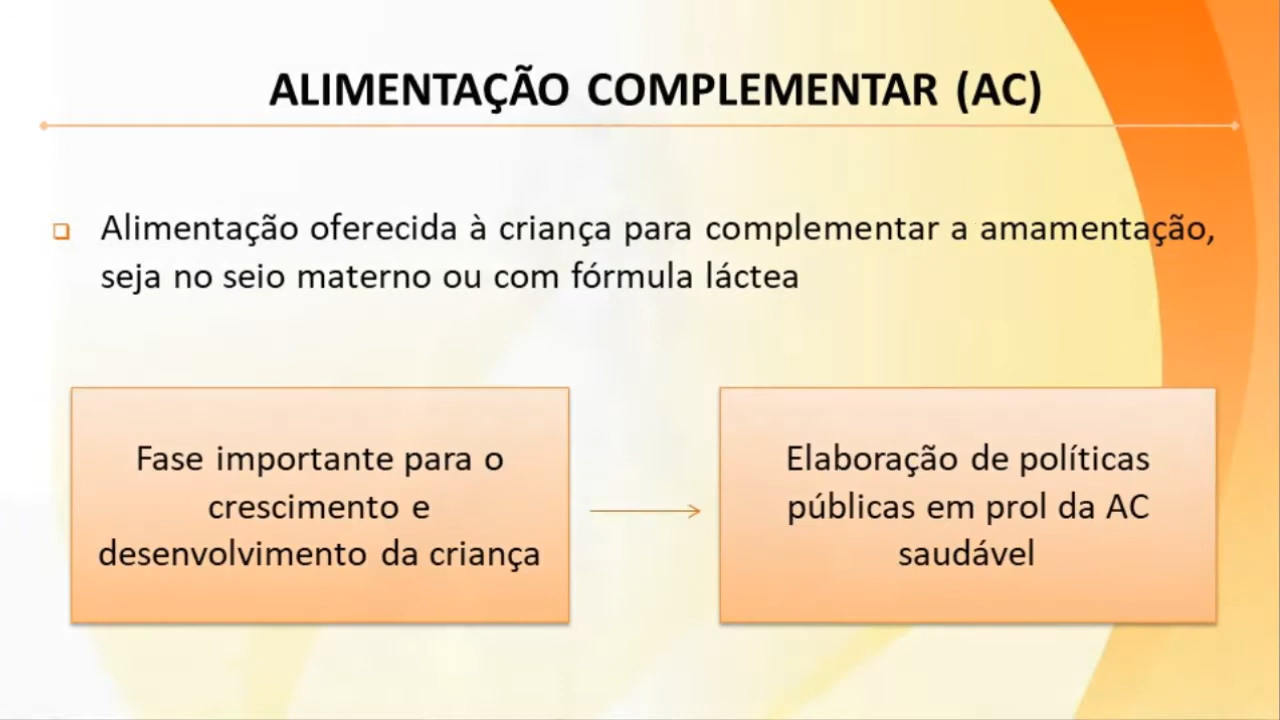 ALIMENTAÇÃO COMPLEMENTAR (AC)
Alimentação oferecida à criança para complementar a amamentação,
seja no seio materno ou com fórmula láctea
Fase importante para o
crescimento e
desenvolvimento da criança
Elaboração de políticas
públicas em prol da AC
saudável